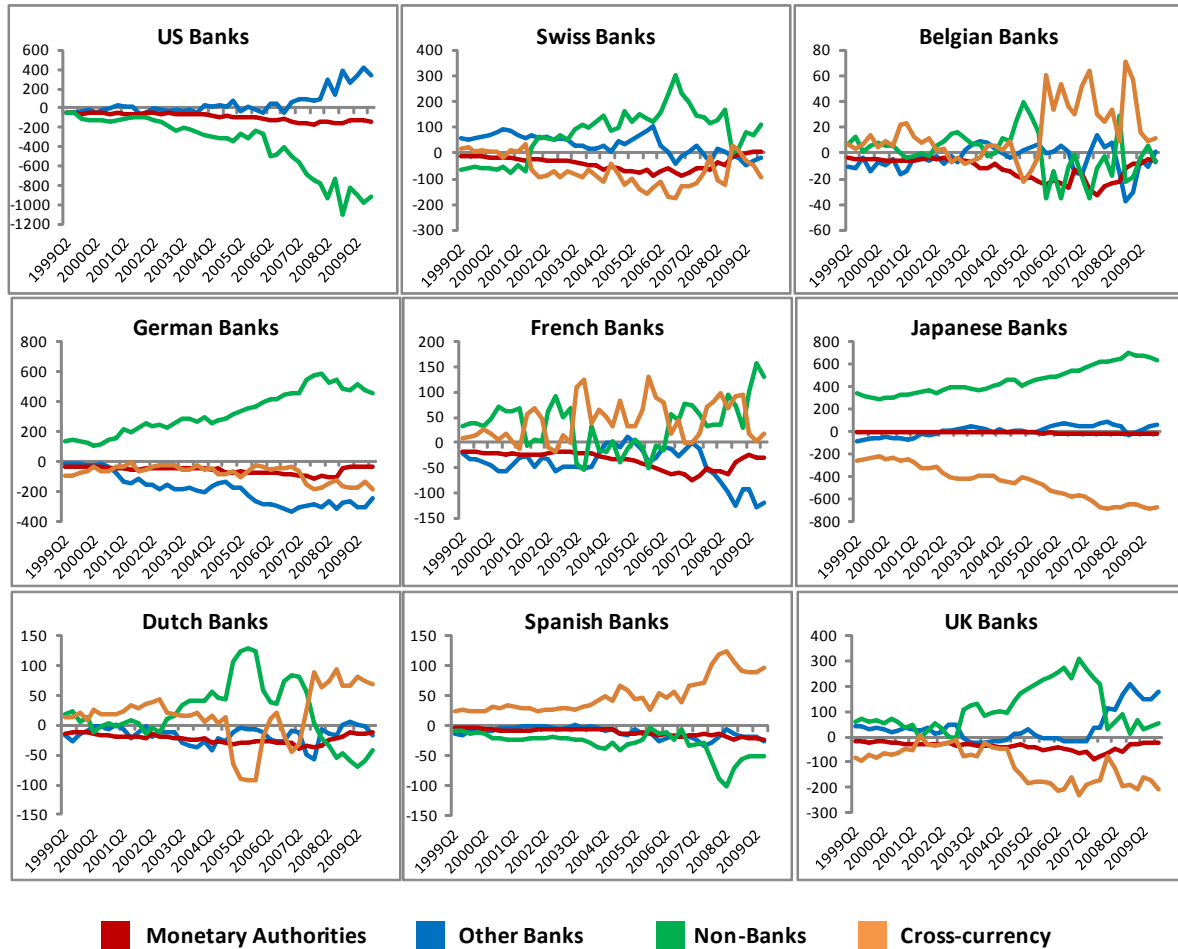 US Banks
600
400
200
0
-200
-400
-600
-800
-1000
-1200
1999Q2
2000Q2
2001Q2
2002Q2
2003Q2
2004Q2
2005Q2
2006Q2
2007Q2
2008Q2
2009Q2
Swiss Banks
400
300
200
100
0
-100
-200
-300
1999Q2
2000Q2
2001Q2
2002Q2
2003Q2
2004Q2
2005Q2
2006Q2
2007Q2
2008Q2
2009Q2
Belgian Banks
80
60
40
20
0
-20
-40
-60
1999Q2
2000Q2
2001Q2
2002Q2
2003Q2
2004Q2
2005Q2
2006Q2
2007Q2
2008Q2
2009Q2
German Banks
800
600
400
200
0
-200
-400
1999Q2
2000Q2
2001Q2
2002Q2
2003Q2
2004Q2
2005Q2
2006Q2
2007Q2
2008Q2
2009Q2
French Banks
200
150
100
50
0
-50
-100
-150
1999Q2
2000Q2
2001Q2
2002Q2
2003Q2
2004Q2
2005Q2
2006Q2
2007Q2
2008Q2
2009Q2
Japanese Banks
800
600
400
200
0
-200
-400
-600
-800
1999Q2
2000Q2
2001Q2
2002Q2
2003Q2
2004Q2
2005Q2
2006Q2
2007Q2
2008Q2
2009Q2
Dutch Banks
150
100
50
0
-50
-100
-150
1999Q2
2000Q2
2001Q2
2002Q2
2003Q2
2004Q2
2005Q2
2006Q2
2007Q2
2008Q2
2009Q2
Spanish Banks
150
100
50
0
-50
-100
-150
1999Q2
2000Q2
2001Q2
2002Q2
2003Q2
2004Q2
2005Q2
2006Q2
2007Q2
2008Q2
2009Q2
UK Banks
400
300
200
100
0
-100
-200
-300
1999Q2
2000Q2
2001Q2
2002Q2
2003Q2
2004Q2
2005Q2
2006Q2
2007Q2
2008Q2
2009Q2
Monetary Authorities Other Banks Non-Banks Cross-currency